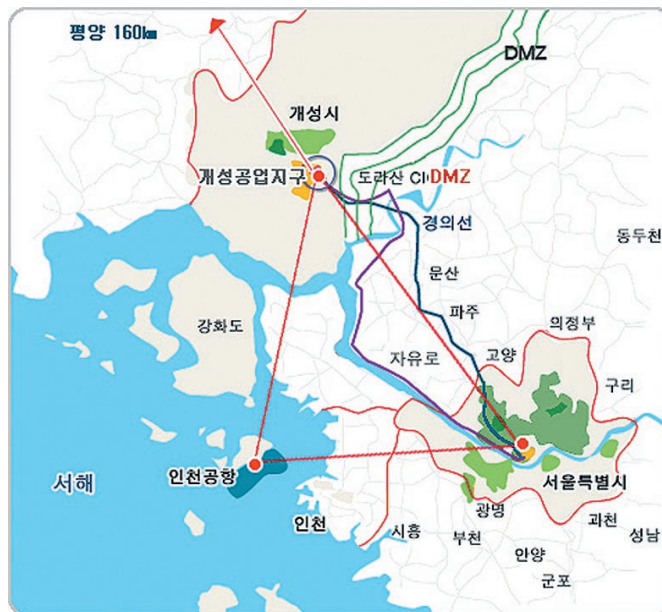 평양 160㎞
DMZ
개성시
개성공업지구
도라산 CI DMZ
경의선
동두천
문산
파주
강화도
의정부
고양
자유로
구리
서해
인천공항
서울특별시
인천
광명
시흥
부천
과천
성남
안양
군포